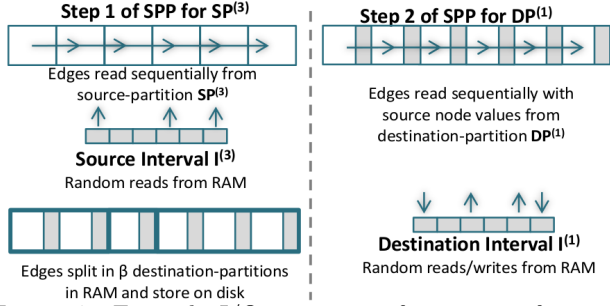 Step 1 of SPP for SP(3)
Edges read sequentially from
source-partition SP(3)
Source Interval I(3)
Random reads from RAM
Edges split in β destination-partitions
in RAM and store on disk
Step 2 of SPP for DP(1)
Edges read sequentially with
source node values from
destination-partition DP(1)
Destination Interval I(1)
Random reads/writes from RAM